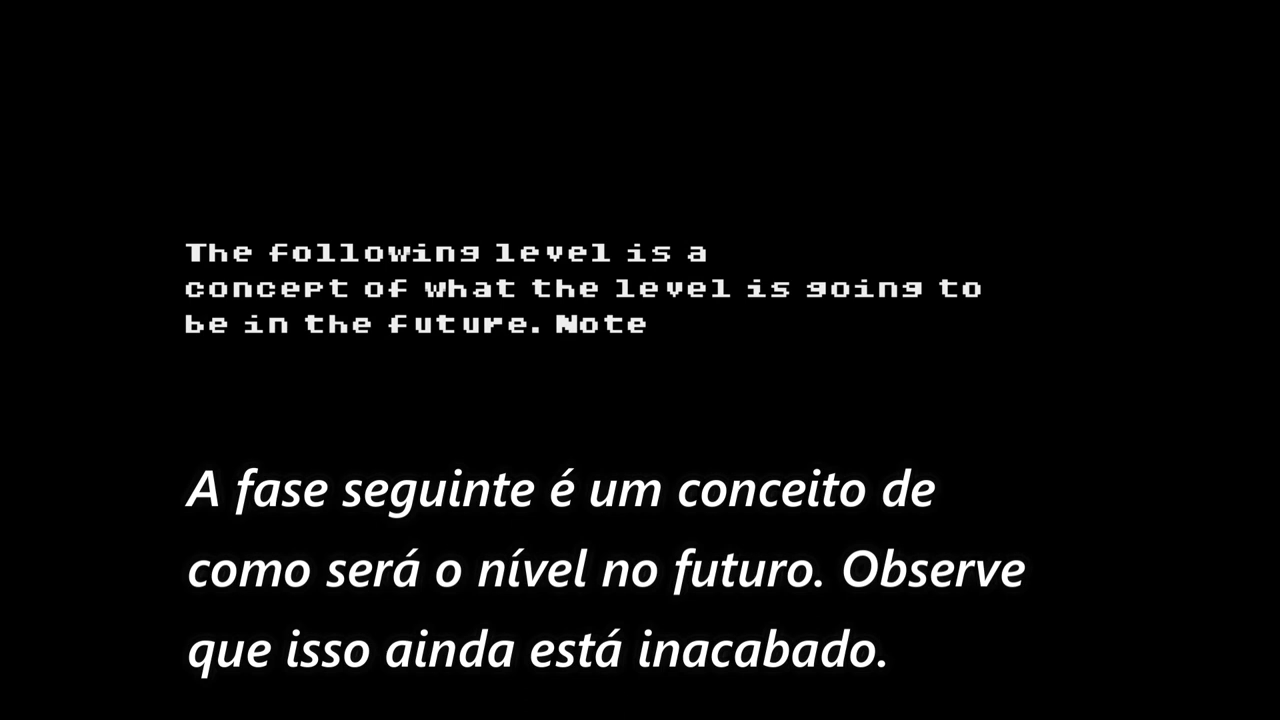 The following level is a
concept of what the level is going to
be in the future. Note
A fase seguinte é um conceito de
como será o nível no futuro. Observe
que isso ainda está inacabado.